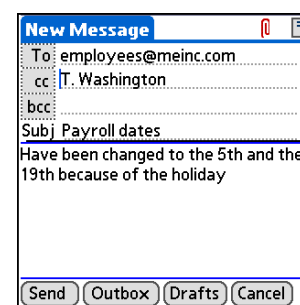 New Message
To employees@meinc.com
cc T. Washington
bcc
Subj Payroll dates
Have been changed to the 5th and the
19th because of the holiday
Send Outbox Drafts Cancel